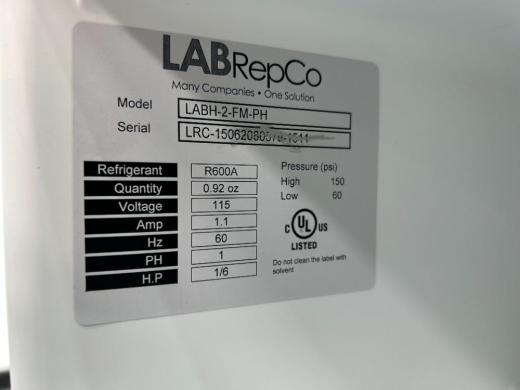 LABRepCo
Many Companies • One Solution
Model LABH-2-FM-PH
Serial
Refrigerant R600A
Quantity 0.92 oz
Voltage 115
Amp 1.1
Hz 60
PH 1
H.P 1/6
Pressure (psi)
High 150
Low 60
C UL US
LISTED
Do not clean the label with
solvent